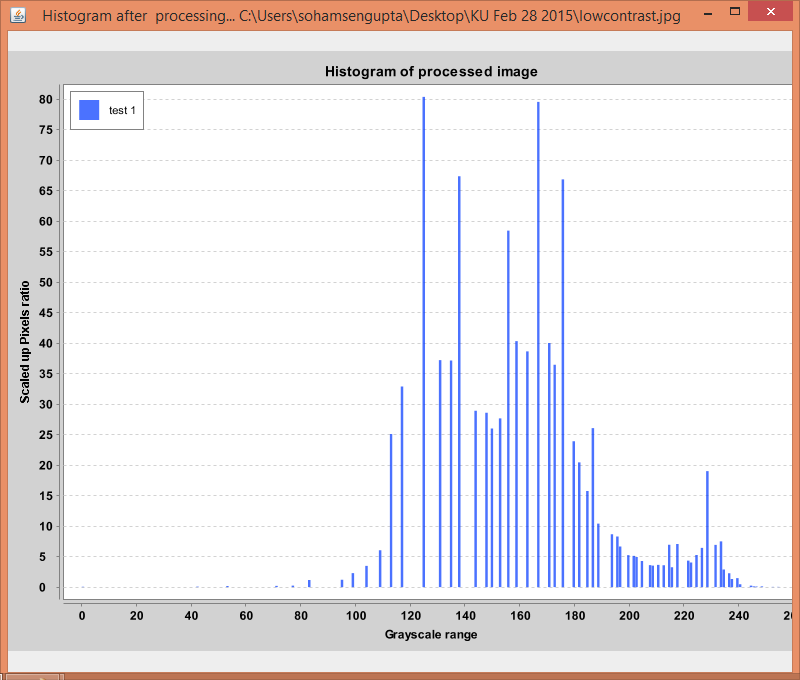 Histogram after  processing... C:\Users\sohamsengupta\Desktop\KU Feb 28 2015\lowcontrast.jpg
Histogram of processed image
test 1
80
75
70
65
60
55
50
45
40
35
30
25
20
15
10
5
0
Scaled up Pixels ratio
0 20 40 60 80 100 120 140 160 180 200 220 240
Grayscale range